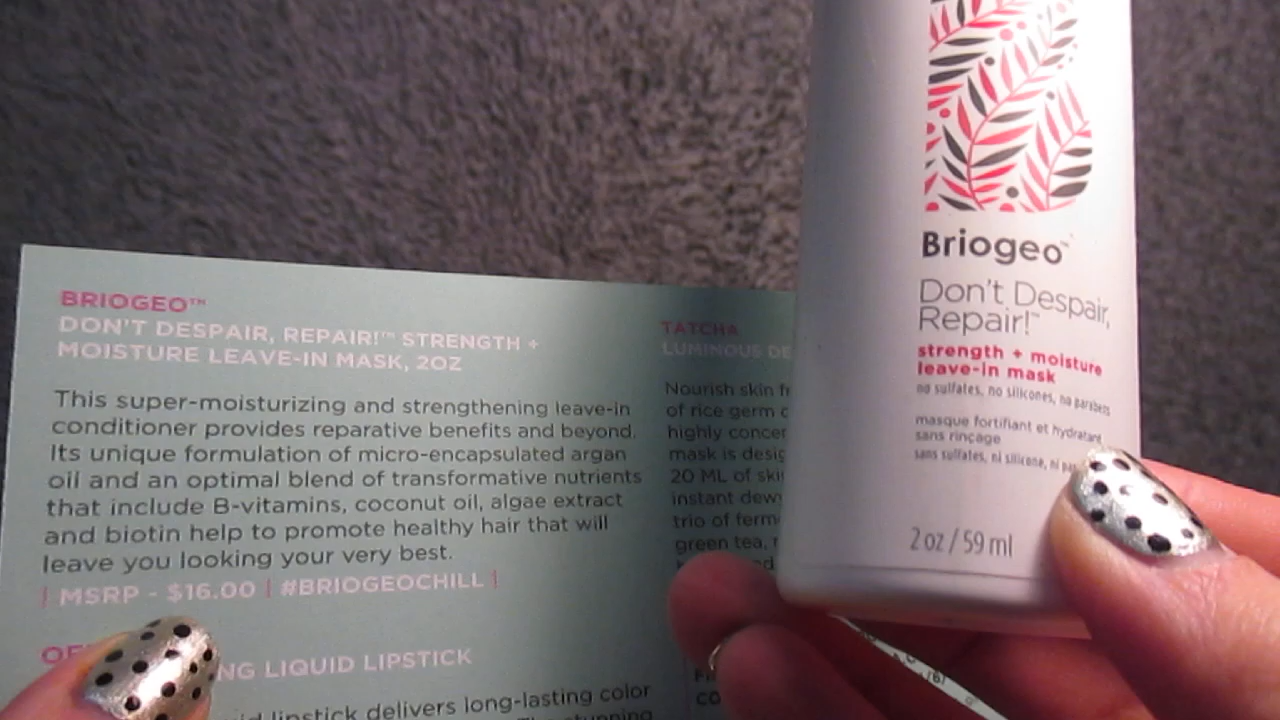 BRIOGEO™
DON'T DESPAIR, REPAIR!™ STRENGTH +
MOISTURE LEAVE-IN MASK, 2OZ
This super-moisturizing and strengthening leave-in
conditioner provides reparative benefits and beyond.
Its unique formulation of micro-encapsulated argan
oil and an optimal blend of transformative nutrients
that include B-vitamins, coconut oil, algae extract
and biotin help to promote healthy hair that will
leave you looking your very best.
| MSRP - $16.00 | #BRIOGEOCHILL |
LIQUID LIPSTICK
lipstick delivers long-lasting color
TATCHA
LUMINOUS
Nourish skin
of rice germ
highly
mask is
20 ML of
instant
trio of
green tea,
Briogeo™
Don't Despair,
Repair!™
strength + moisture
leave-in mask
no sulfates, no silicones, no parabens
masque fortifiant et hydratant
sans rinçage
sans sulfates, ni silicone, ni
2 oz / 59 ml